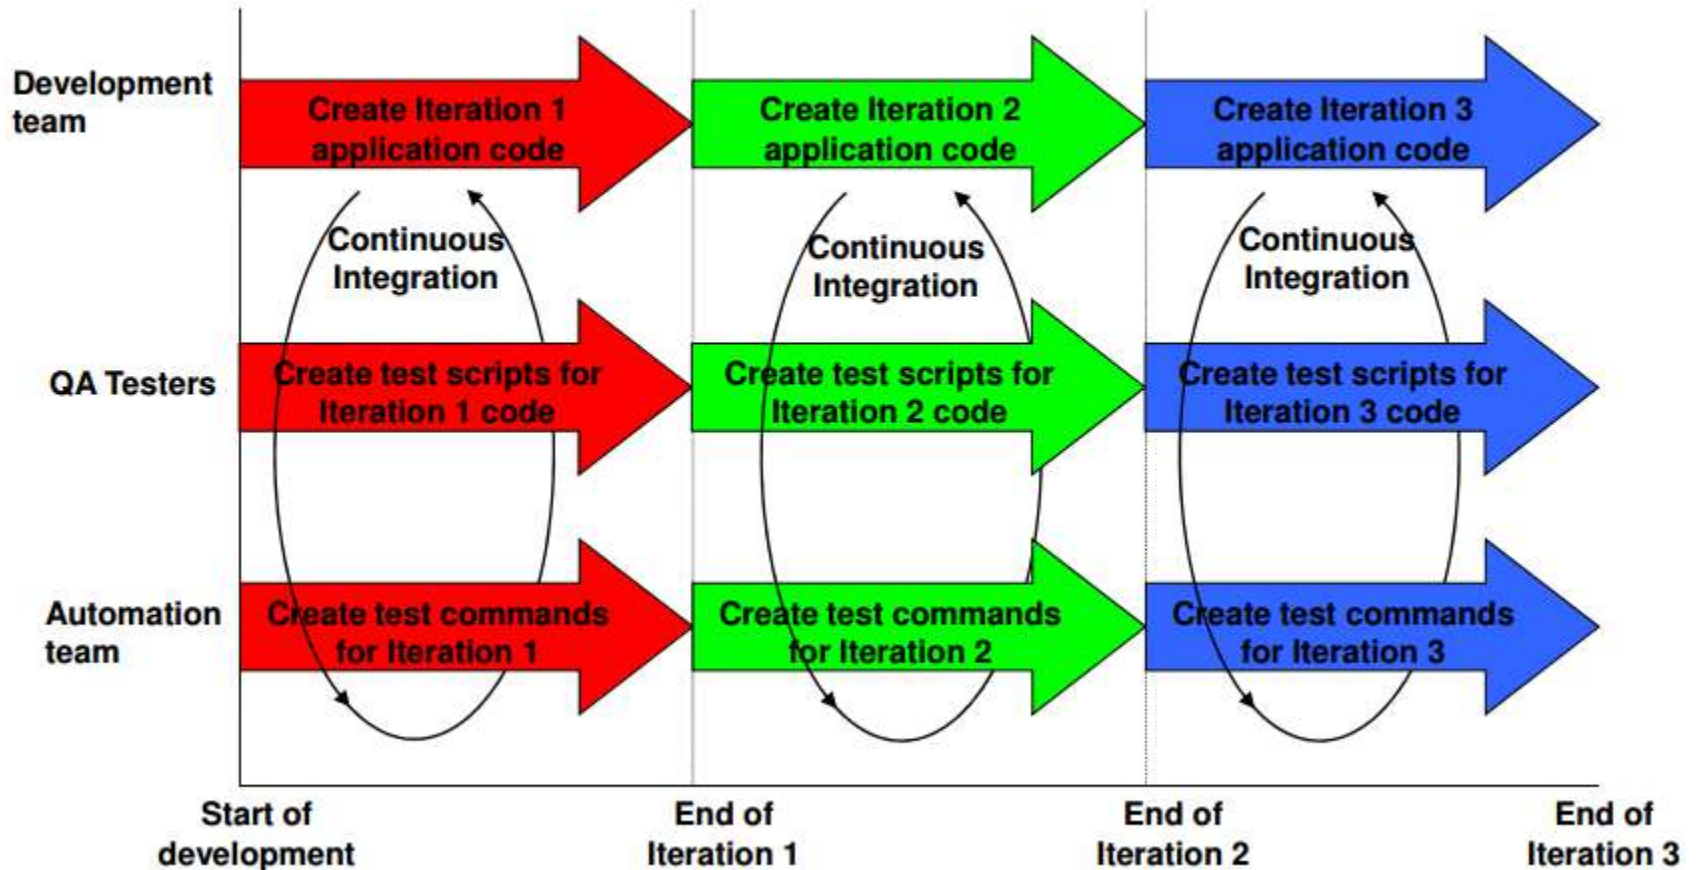 Development
team
Create Iteration 1
application code
Create Iteration 2
application code
Create Iteration 3
application code
Continuous
Integration
Continuous
Integration
Continuous
Integration
QA Testers
Create test scripts for
Iteration 1 code
Create test scripts for
Iteration 2 code
Create test scripts for
Iteration 3 code
Automation
team
Create test commands
for Iteration 1
Create test commands
for Iteration 2
Create test commands
for Iteration 3
Start of
development
End of
Iteration 1
End of
Iteration 2
End of
Iteration 3